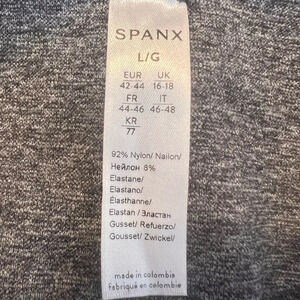 SPANX
L/G
EUR UK
42-44 16-18
FR IT
44-46 46-48
KR
77
92% Nylon/ Nailon/
Нейлон 8%
Elastane/
Elastano/
Élasthanne/
Elastan / Эластан
Gusset/ Refuerzo/
Gousset/ Zwickel/
made in colombia
fabriqué en colombie